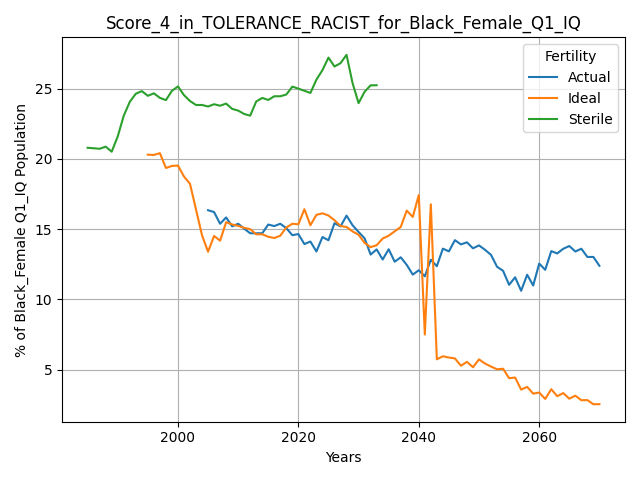 Score_4_in_TOLERANCE_RACIST_for_Black_Female_Q1_IQ
% of Black_Female Q1_IQ Population
25
20
15
10
5
Fertility
Actual
Ideal
Sterile
2000
2020
2040
2060
Years